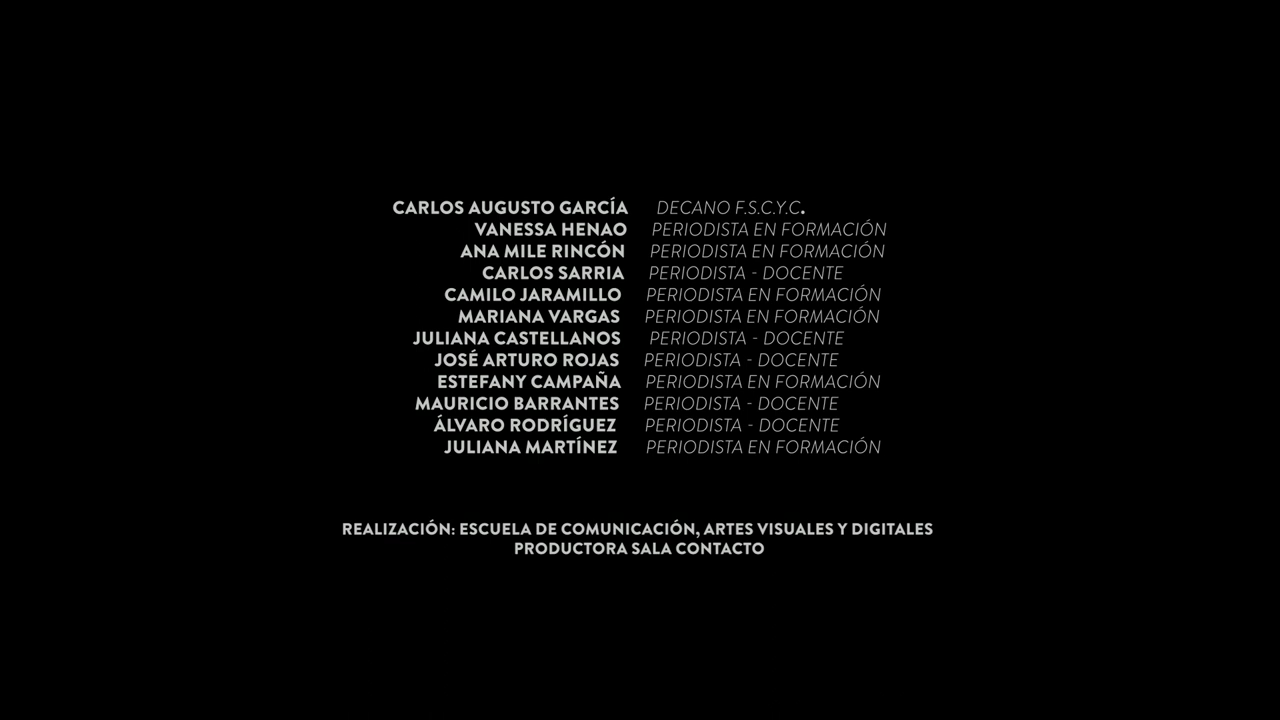 CARLOS AUGUSTO GARCÍA DECANO F.S.C.Y.C.
VANESSA HENAO PERIODISTA EN FORMACIÓN
ANA MILE RINCÓN PERIODISTA EN FORMACIÓN
CARLOS SARRIA PERIODISTA - DOCENTE
CAMILO JARAMILLO PERIODISTA EN FORMACIÓN
MARIANA VARGAS PERIODISTA EN FORMACIÓN
JULIANA CASTELLANOS PERIODISTA - DOCENTE
JOSÉ ARTURO ROJAS PERIODISTA - DOCENTE
ESTEFANY CAMPAÑA PERIODISTA EN FORMACIÓN
MAURICIO BARRANTES PERIODISTA - DOCENTE
ÁLVARO RODRÍGUEZ PERIODISTA - DOCENTE
JULIANA MARTÍNEZ PERIODISTA EN FORMACIÓN
REALIZACIÓN: ESCUELA DE COMUNICACIÓN, ARTES VISUALES Y DIGITALES
PRODUCTORA SALA CONTACTO